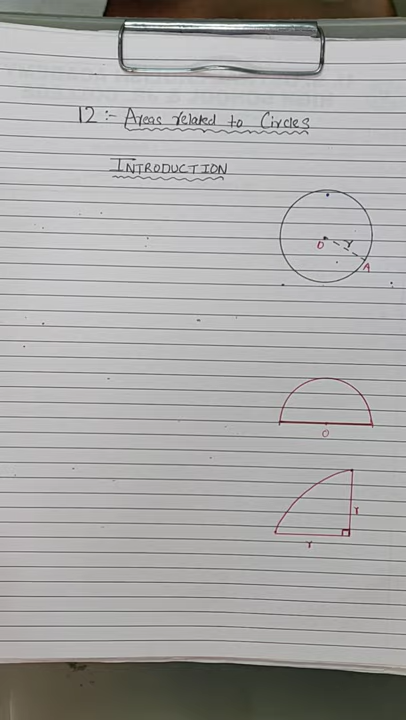 12:- Areas related to Circles
INTRODUCTION
O r
A
O
r
r